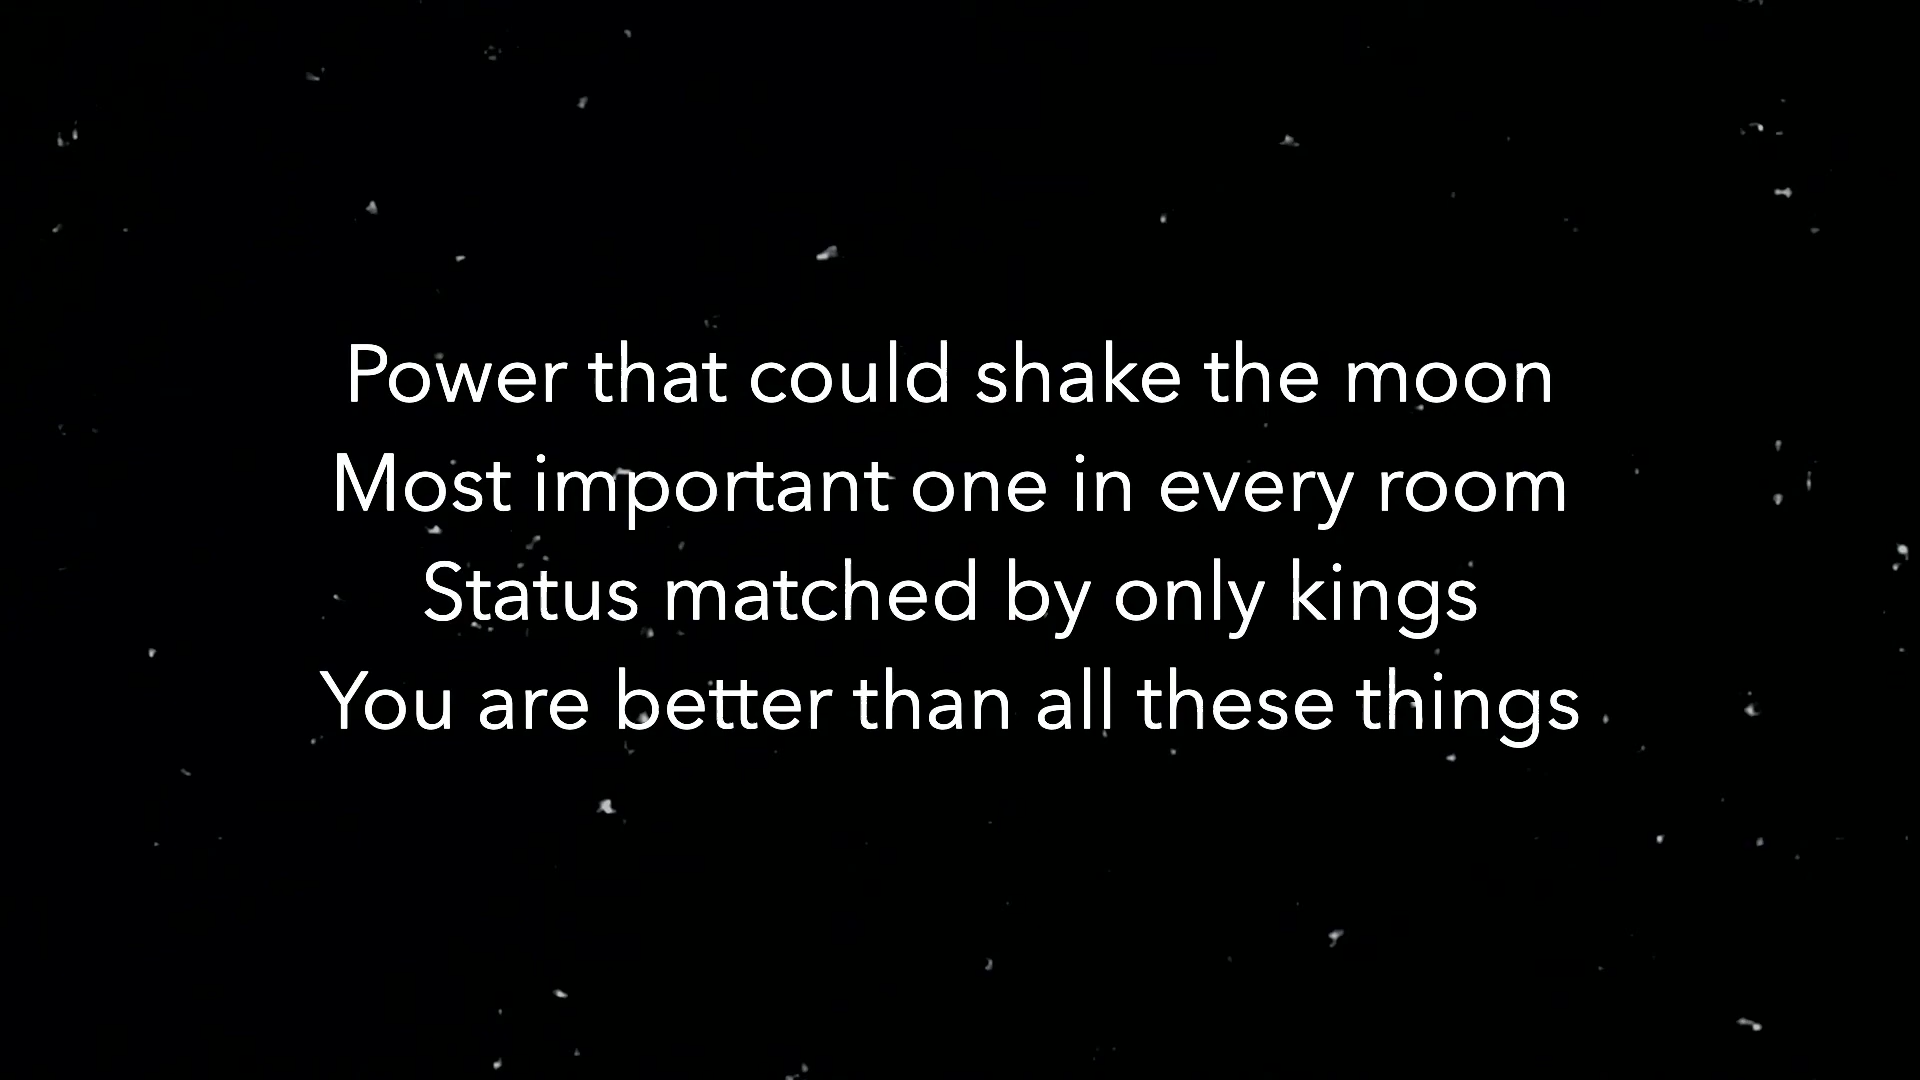 Power that could shake the moon
Most important one in every room
Status matched by only kings
You are better than all these things